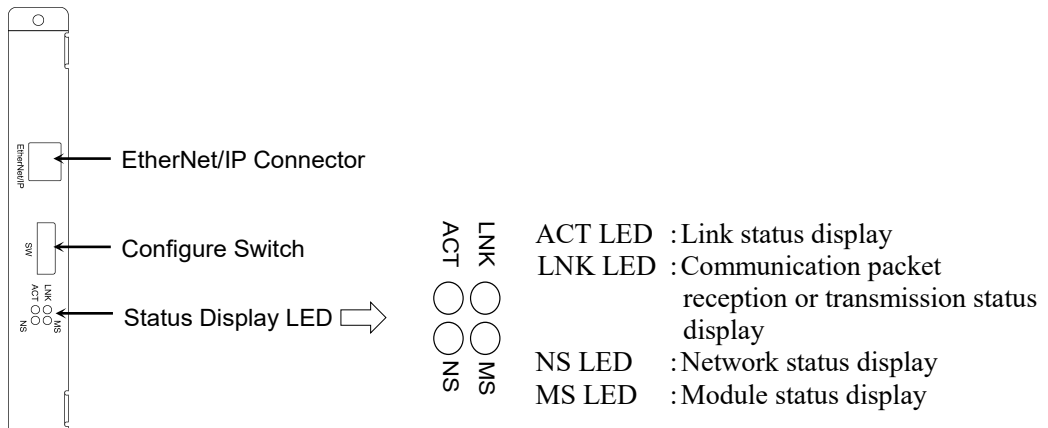 EtherNet/IP
EtherNet/IP Connector
SW
Configure Switch
LNK
ACT
MS
NS
Status Display LED
ACT
LNK
NS
MS
ACT LED :Link status display
LNK LED :Communication packet
reception or transmission status
display
NS LED :Network status display
MS LED :Module status display